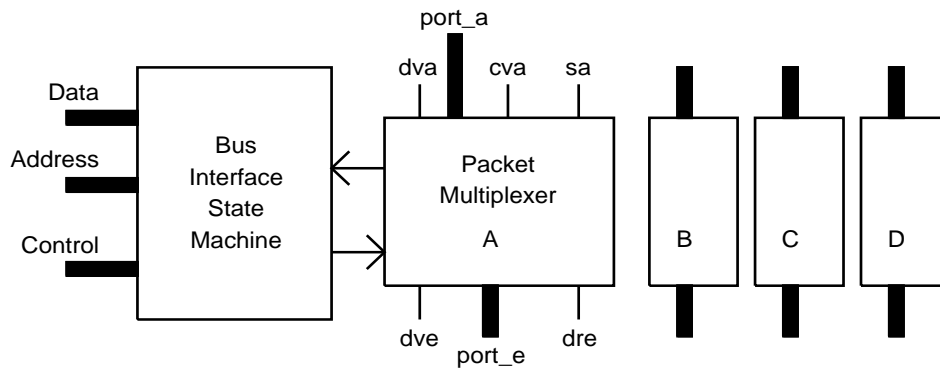 port_a
dva
cva
sa
Data
Address
Control
Bus
Interface
State
Machine
Packet
Multiplexer
A
B
C
D
dve
port_e
dre